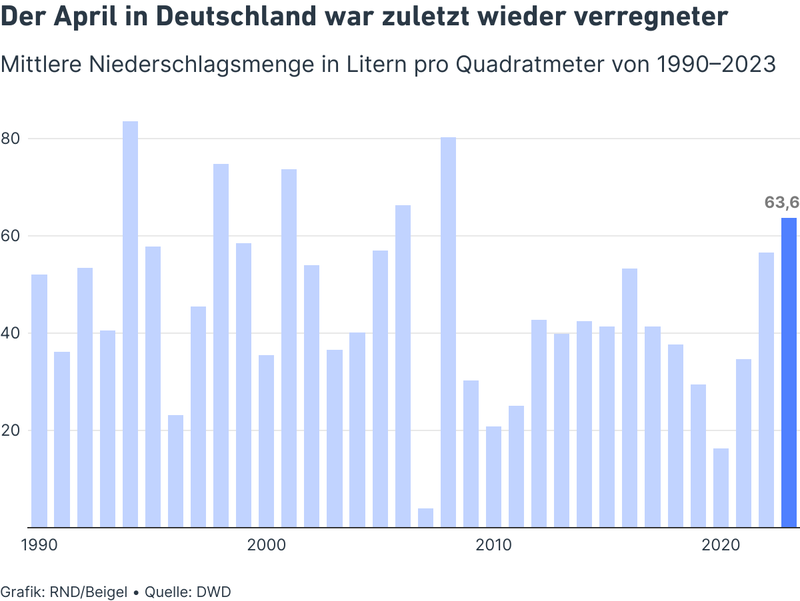 Der April in Deutschland war zuletzt wieder verregneter
Mittlere Niederschlagsmenge in Litern pro Quadratmeter von 1990–2023
80
63,6
60
40
20
1990 2000 2010 2020
Grafik: RND/Beigel • Quelle: DWD